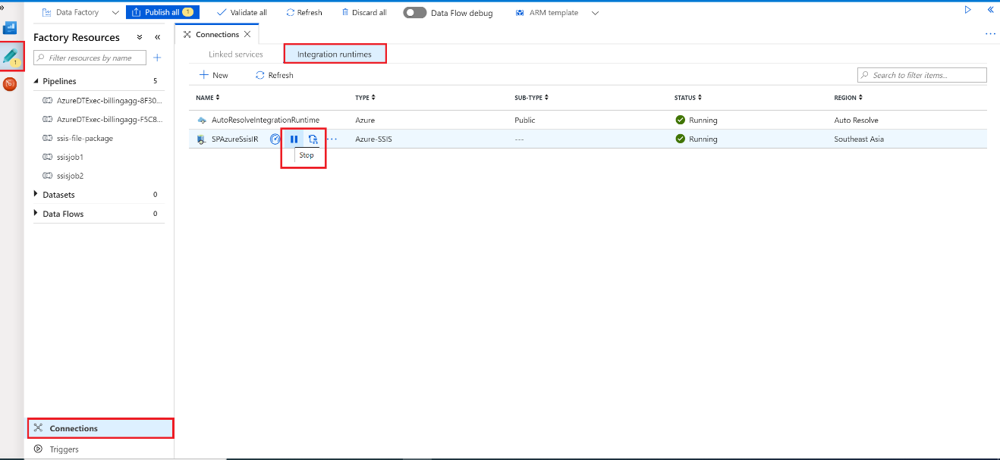 Data Factory Publish all 1 Validate all Refresh Discard all Data Flow debug ARM template
Factory Resources
Filter resources by name
1
Pipelines 5
AzureDTExec-billingagg-8F30...
AzureDTExec-billingagg-F5C8...
ssis-file-package
ssisjob1
ssisjob2
Datasets 0
Data Flows 0
Connections
Triggers
Connections
Linked services Integration runtimes
New Refresh Search to filter items...
NAME TYPE SUB-TYPE STATUS REGION
AutoResolveIntegrationRuntime Azure Public Running Auto Resolve
SPAzureSsisIR Azure-SSIS --- Running Southeast Asia
Stop